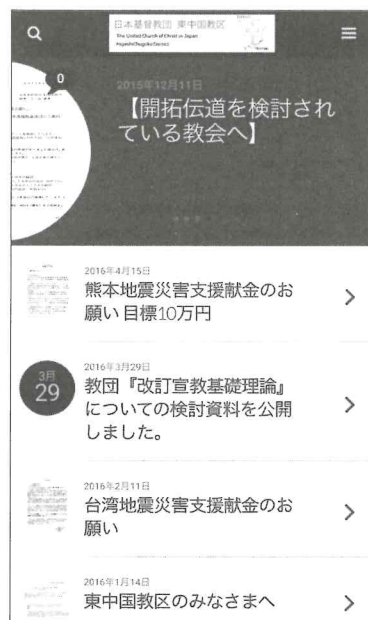 日本基督教団 東中国教区
The United Church of Christ in Japan
HigashiChugoku District
0
2015年12月11日
【開拓伝道を検討され
ている教会へ】
2016年4月15日
熊本地震災害支援献金のお
願い 目標10万円
3月
29
2016年3月29日
教団『改訂宣教基礎理論』
についての検討資料を公開
しました。
2016年2月11日
台湾地震災害支援献金のお
願い
2016年1月14日
東中国教区のみなさまへ